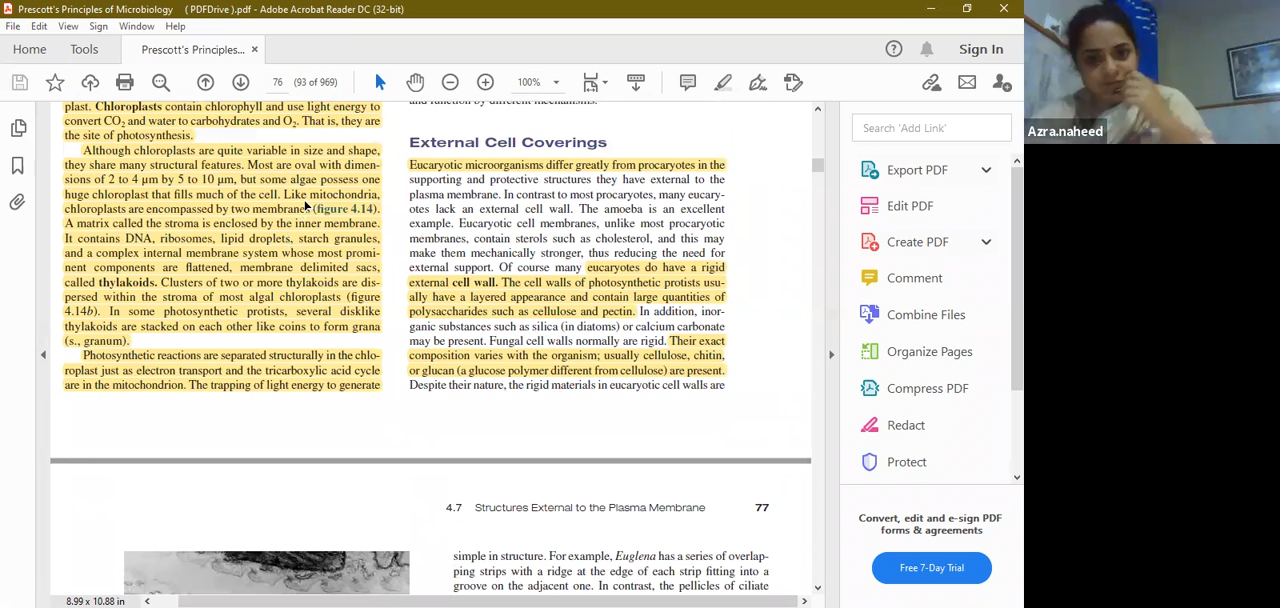 Prescott's Principles of Microbiology ( PDFDrive ).pdf - Adobe Acrobat Reader DC (32-bit)
File Edit View Sign Window Help
Home Tools Prescott's Principles... × Sign In
76 (93 of 969) 100%
plast. Chloroplasts contain chlorophyll and use light energy to
convert CO2 and water to carbohydrates and O2. That is, they are
the site of photosynthesis.
Although chloroplasts are quite variable in size and shape,
they share many structural features. Most are oval with dimen-
sions of 2 to 4 µm by 5 to 10 µm, but some algae possess one
huge chloroplast that fills much of the cell. Like mitochondria,
chloroplasts are encompassed by two membranes (figure 4.14).
A matrix called the stroma is enclosed by the inner membrane.
It contains DNA, ribosomes, lipid droplets, starch granules,
and a complex internal membrane system whose most promi-
nent components are flattened, membrane delimited sacs,
called thylakoids. Clusters of two or more thylakoids are dis-
persed within the stroma of most algal chloroplasts (figure
4.14b). In some photosynthetic protists, several disklike
thylakoids are stacked on each other like coins to form grana
(s., granum).
Photosynthetic reactions are separated structurally in the chlo-
roplast just as electron transport and the tricarboxylic acid cycle
are in the mitochondrion. The trapping of light energy to generate
and function by different mechanisms.
External Cell Coverings
Eucaryotic microorganisms differ greatly from procaryotes in the
supporting and protective structures they have external to the
plasma membrane. In contrast to most procaryotes, many eucary-
otes lack an external cell wall. The amoeba is an excellent
example. Eucaryotic cell membranes, unlike most procaryotic
membranes, contain sterols such as cholesterol, and this may
make them mechanically stronger, thus reducing the need for
external support. Of course many eucaryotes do have a rigid
external cell wall. The cell walls of photosynthetic protists usu-
ally have a layered appearance and contain large quantities of
polysaccharides such as cellulose and pectin. In addition, inor-
ganic substances such as silica (in diatoms) or calcium carbonate
may be present. Fungal cell walls normally are rigid. Their exact
composition varies with the organism; usually cellulose, chitin,
or glucan (a glucose polymer different from cellulose) are present.
Despite their nature, the rigid materials in eucaryotic cell walls are
4.7 Structures External to the Plasma Membrane 77
simple in structure. For example, Euglena has a series of overlap-
ping strips with a ridge at the edge of each strip fitting into a
groove on the adjacent one. In contrast, the pellicles of ciliate
8.99 x 10.88 in
Search 'Add Link'
Export PDF
Edit PDF
Create PDF
Comment
Combine Files
Organize Pages
Compress PDF
Redact
Protect
Convert, edit and e-sign PDF
forms & agreements
Free 7-Day Trial
Azra.naheed